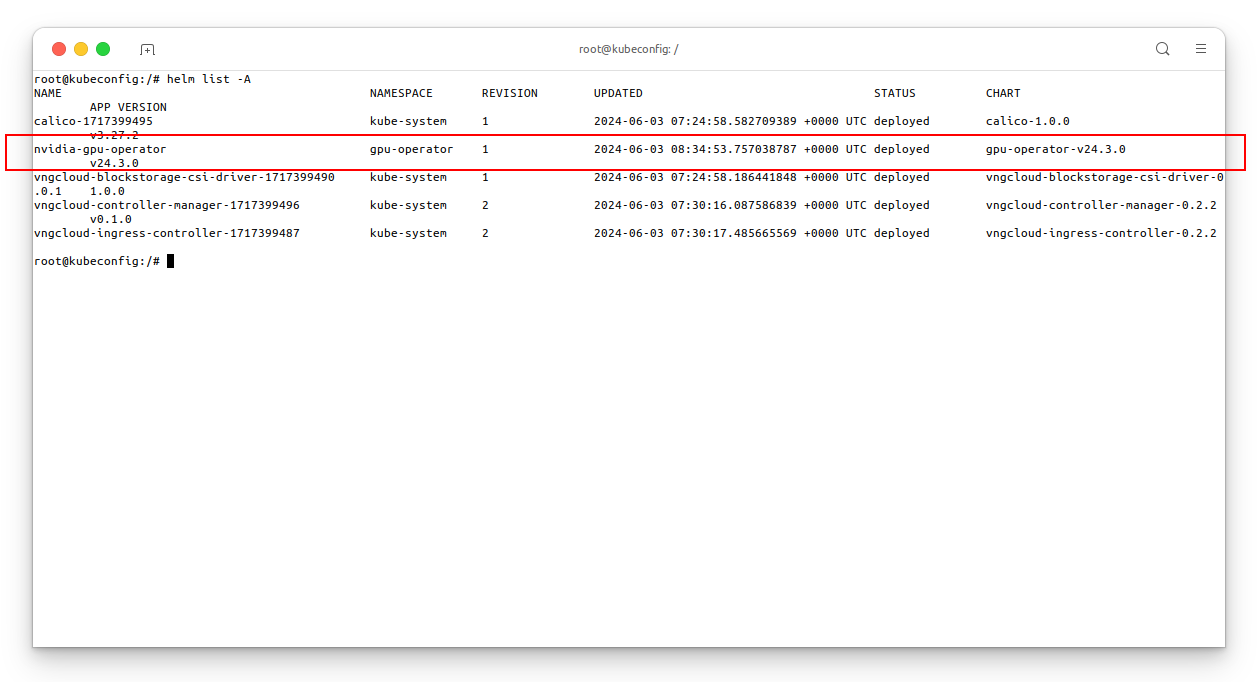 root@kubeconfig: /
root@kubeconfig:/# helm list -A
NAME NAMESPACE REVISION UPDATED STATUS CHART
APP VERSION
calico-1717399495 kube-system 1 2024-06-03 07:24:58.582709389 +0000 UTC deployed calico-1.0.0
v3.27.2
nvidia-gpu-operator gpu-operator 1 2024-06-03 08:34:53.757038787 +0000 UTC deployed gpu-operator-v24.3.0
v24.3.0
vngcloud-blockstorage-csi-driver-1717399490 kube-system 1 2024-06-03 07:24:58.186441848 +0000 UTC deployed vngcloud-blockstorage-csi-driver-0
.0.1 1.0.0
vngcloud-controller-manager-1717399496 kube-system 2 2024-06-03 07:30:16.087586839 +0000 UTC deployed vngcloud-controller-manager-0.2.2
v0.1.0
vngcloud-ingress-controller-1717399487 kube-system 2 2024-06-03 07:30:17.485665569 +0000 UTC deployed vngcloud-ingress-controller-0.2.2
root@kubeconfig:/#